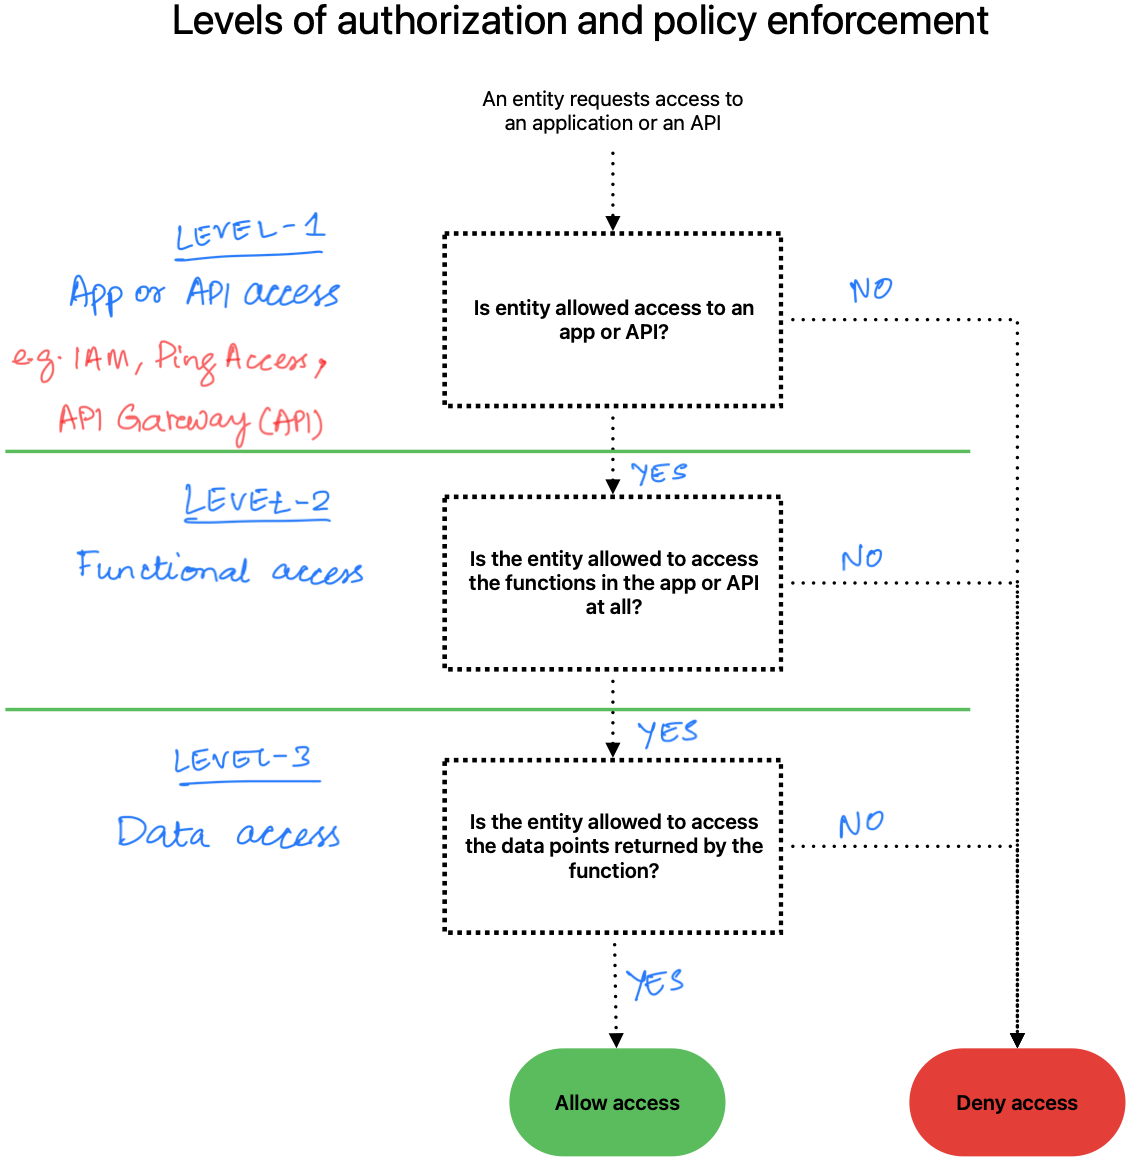 Levels of authorization and policy enforcement
An entity requests access to
an application or an API
LEVEL-1
App or API access
e.g. IAM, Ping Access,
API Gateway (API)
Is entity allowed access to an
app or API?
NO
YES
LEVEL-2
Functional access
Is the entity allowed to access
the functions in the app or API
at all?
NO
YES
LEVEL-3
Data access
Is the entity allowed to access
the data points returned by the
function?
NO
YES
Allow access
Deny access